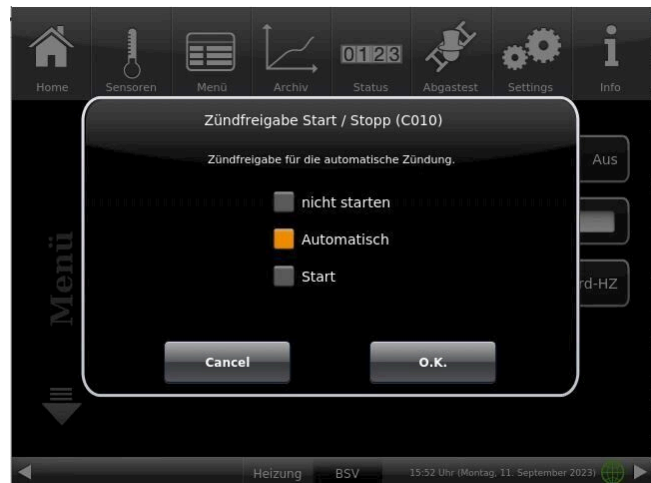 Home Sensoren Menü Archiv 0123 Status Abgastest Settings i Info
Zündfreigabe Start / Stopp (C010)
Zündfreigabe für die automatische Zündung.
Aus
nicht starten
Automatisch
Menü
Start
rd-HZ
Cancel O.K.
Heizung BSV 15:52 Uhr (Montag, 11. September 2023)